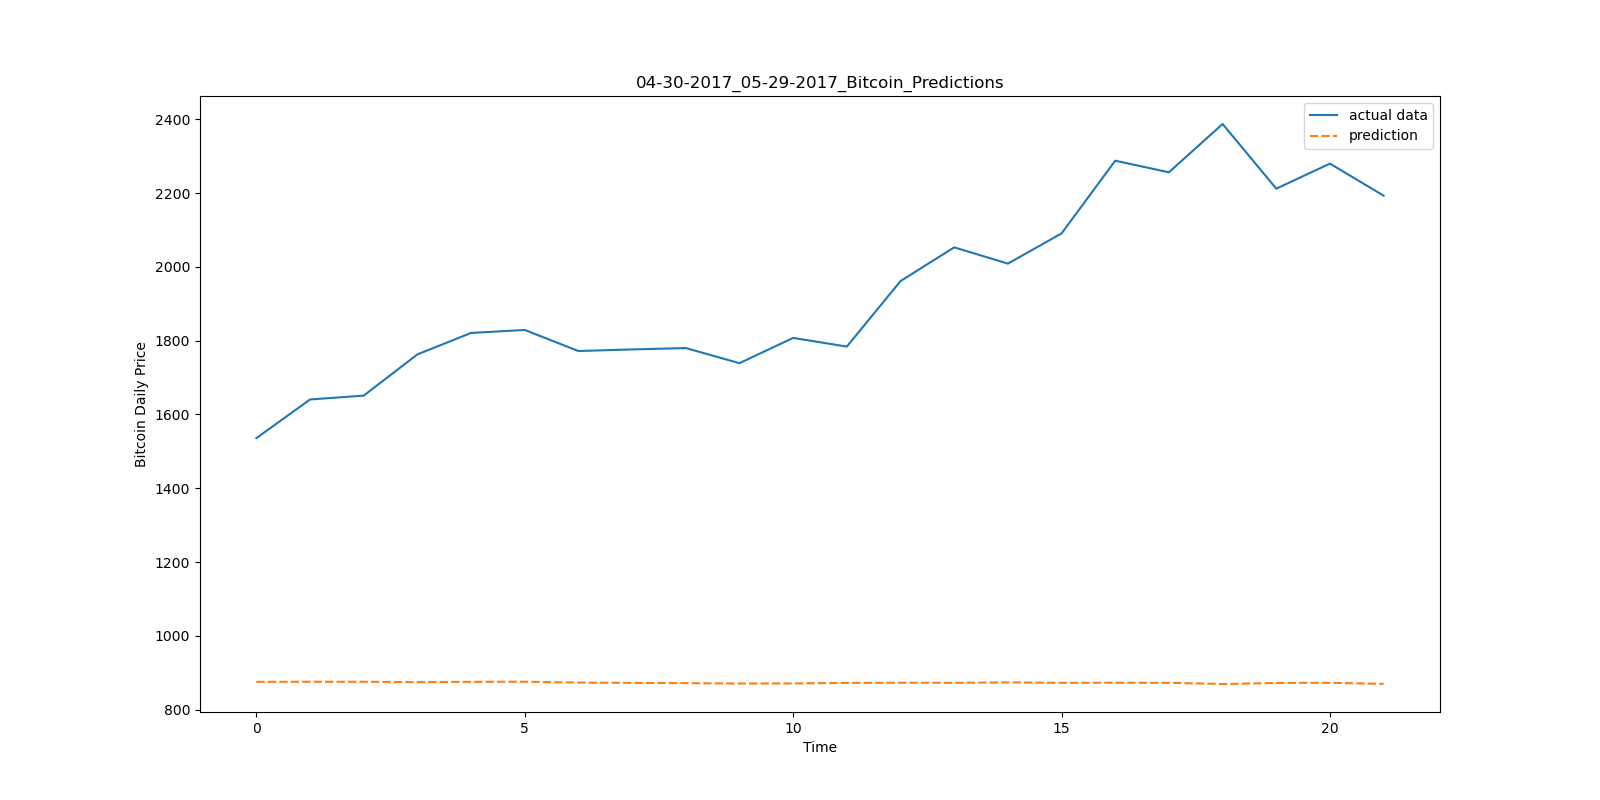 04-30-2017_05-29-2017_Bitcoin_Predictions
actual data
prediction
2400
2200
2000
1800
1600
1400
1200
1000
800
Bitcoin Daily Price
0 5 10 15 20
Time